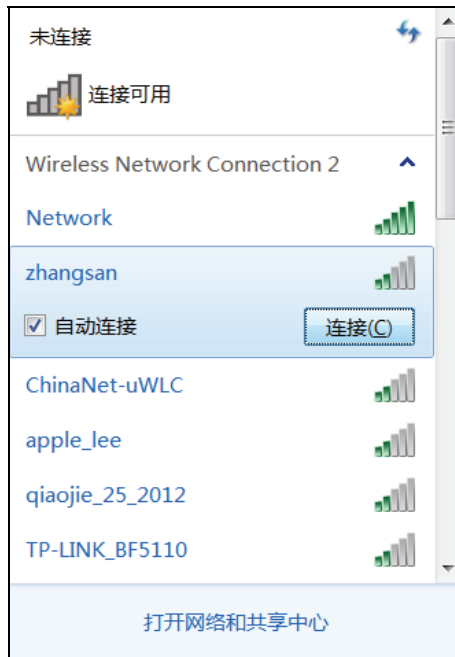 未连接
连接可用
Wireless Network Connection 2
Network
zhangsan
自动连接 连接(C)
ChinaNet-uWLC
apple_lee
qiaojie_25_2012
TP-LINK_BF5110
打开网络和共享中心